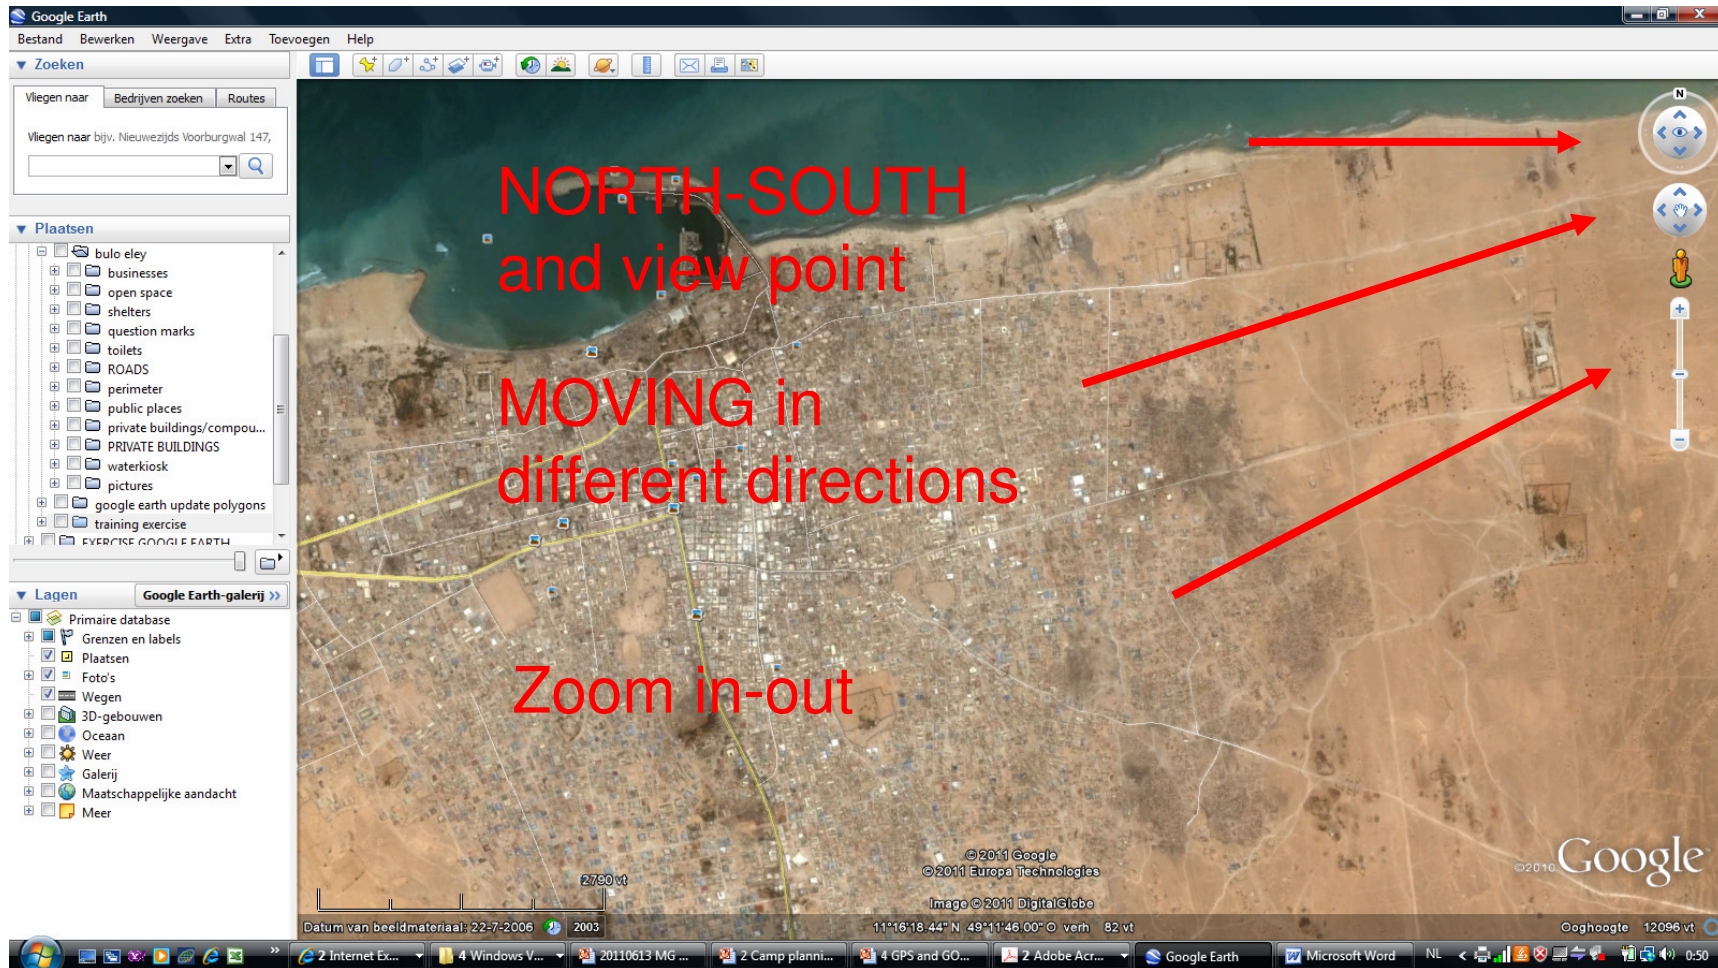 Google Earth
Bestand Bewerken Weergave Extra Toevoegen Help
Zoeken
Vliegen naar Bedrijven zoeken Routes
Vliegen naar bijv. Nieuwezijds Voorburgwal 147,
Plaatsen
bulo eley
businesses
open space
shelters
question marks
toilets
ROADS
perimeter
public places
private buildings/compou...
PRIVATE BUILDINGS
waterkiosk
pictures
google earth update polygons
training exercise
EXERCISE GOOGLE EARTH
Lagen Google Earth-galerij >>
Primaire database
Grenzen en labels
Plaatsen
Foto's
Wegen
3D-gebouwen
Oceaan
Weer
Galerij
Maatschappelijke aandacht
Meer
N
NORTH-SOUTH
and view point
MOVING in
different directions
Zoom in-out
2790 vt
© 2011 Google
© 2011 Europa Technologies
Image © 2011 DigitalGlobe
©2010 Google
Datum van beeldmateriaal: 22-7-2006 2003 11°16'18.44" N 49°11'46.00" O verh 82 vt Ooghoogte 12096 vt
2 Internet Ex... 4 Windows V... 20110613 MG ... 2 Camp planni... 4 GPS and GO... 2 Adobe Acr... Google Earth Microsoft Word NL 0:50